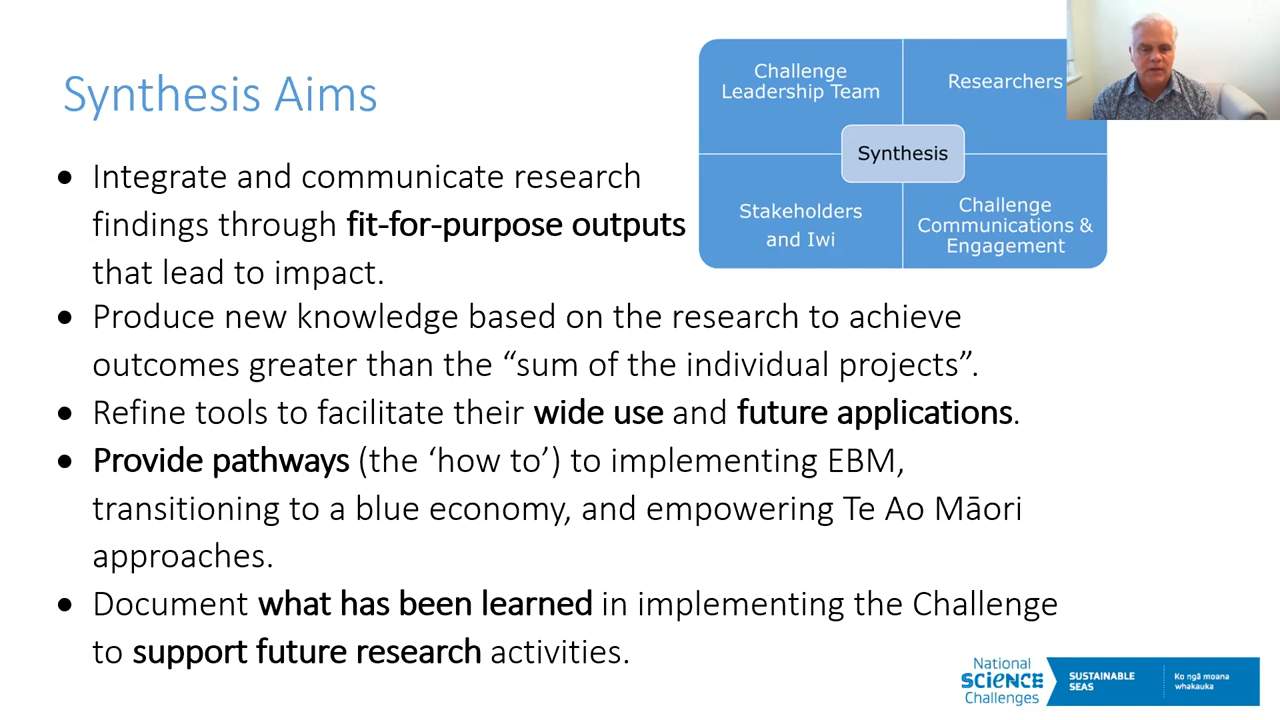 Synthesis Aims
• Integrate and communicate research
findings through fit-for-purpose outputs
that lead to impact.
• Produce new knowledge based on the research to achieve
outcomes greater than the “sum of the individual projects”.
• Refine tools to facilitate their wide use and future applications.
• Provide pathways (the ‘how to’) to implementing EBM,
transitioning to a blue economy, and empowering Te Ao Māori
approaches.
• Document what has been learned in implementing the Challenge
to support future research activities.
Challenge
Leadership Team
Researchers
Synthesis
Stakeholders
and Iwi
Challenge
Communications &
Engagement
National
SCIENCE
Challenges
SUSTAINABLE
SEAS
Ko ngā moana
whakauka